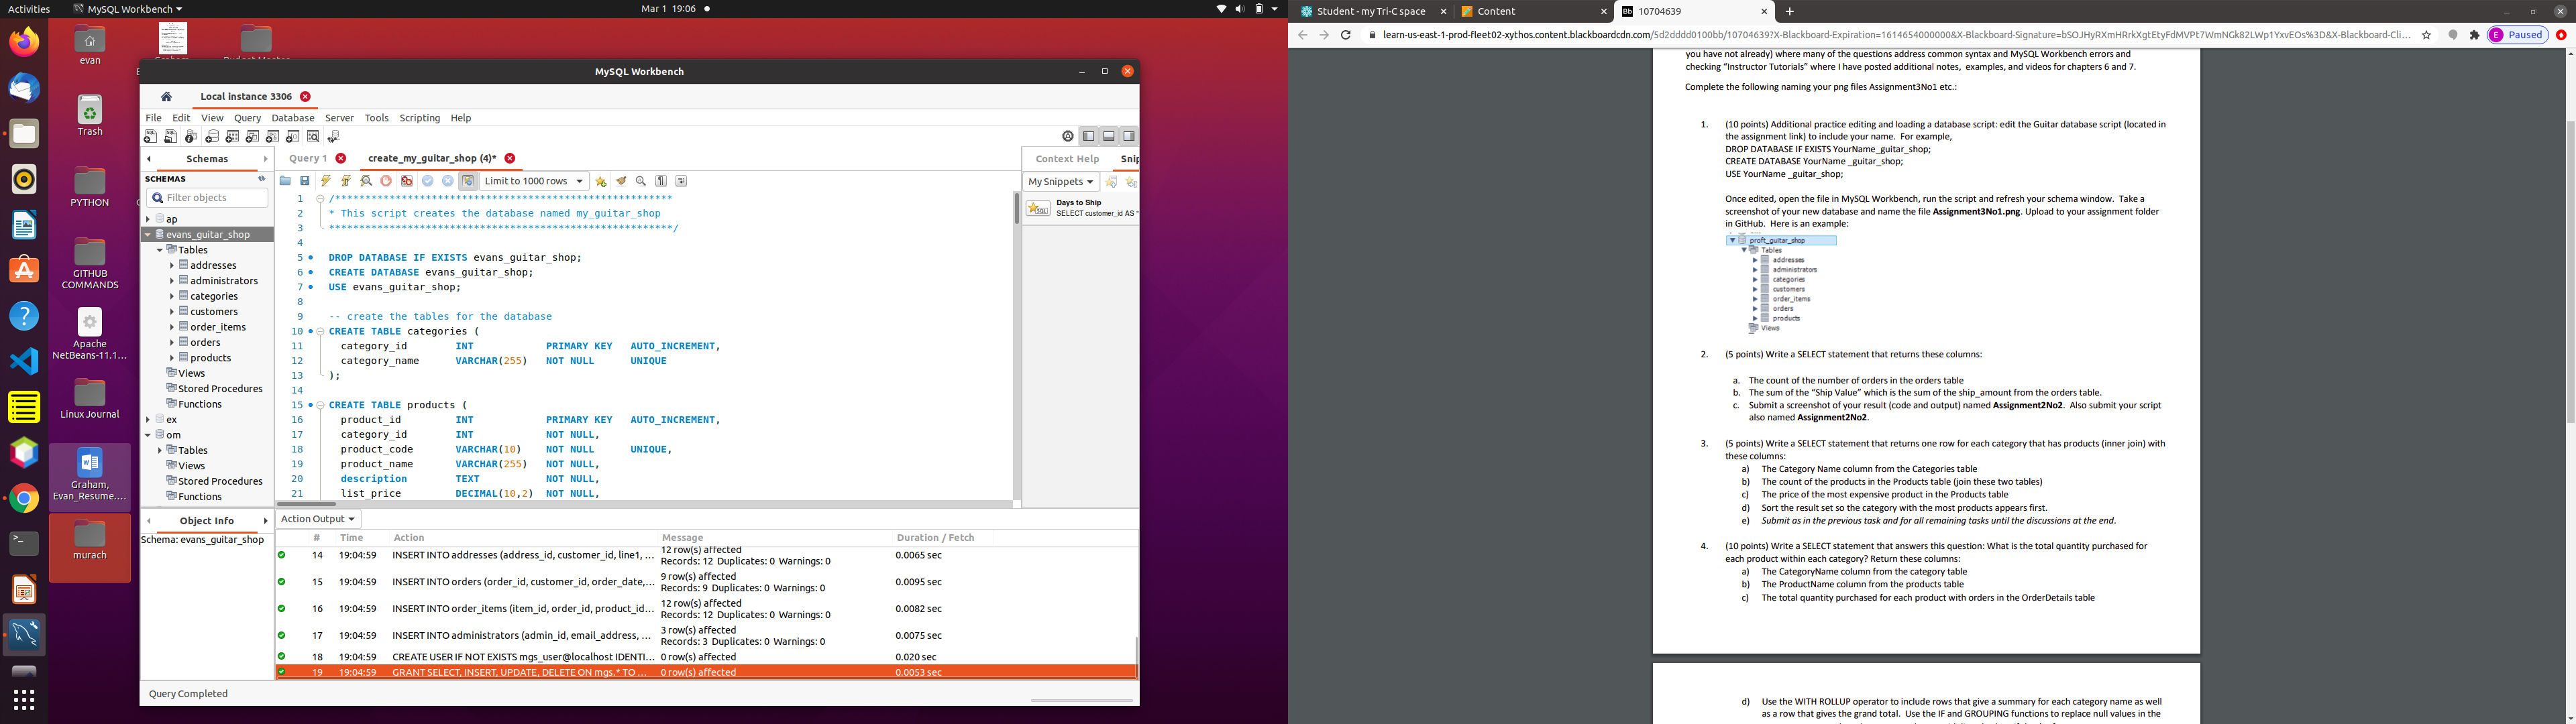 Activities
MySQL Workbench
Mar 1 19:06
evan
Trash
PYTHON
GITHUB
COMMANDS
Apache
NetBeans-11.1...
Linux Journal
Graham,
Evan_Resume....
murach
MySQL Workbench
Local instance 3306
File Edit View Query Database Server Tools Scripting Help
Schemas
SCHEMAS
Filter objects
ap
evans_guitar_shop
Tables
addresses
administrators
categories
customers
order_items
orders
products
Views
Stored Procedures
Functions
ex
om
Tables
Views
Stored Procedures
Functions
Object Info
Schema: evans_guitar_shop
Query 1
create_my_guitar_shop (4)*
Limit to 1000 rows
1 /********************************************************
2 * This script creates the database named my_guitar_shop
3 *********************************************************/
4
5 DROP DATABASE IF EXISTS evans_guitar_shop;
6 CREATE DATABASE evans_guitar_shop;
7 USE evans_guitar_shop;
8
9 -- create the tables for the database
10 CREATE TABLE categories (
11 category_id INT PRIMARY KEY AUTO_INCREMENT,
12 category_name VARCHAR(255) NOT NULL UNIQUE
13 );
14
15 CREATE TABLE products (
16 product_id INT PRIMARY KEY AUTO_INCREMENT,
17 category_id INT NOT NULL,
18 product_code VARCHAR(10) NOT NULL UNIQUE,
19 product_name VARCHAR(255) NOT NULL,
20 description TEXT NOT NULL,
21 list_price DECIMAL(10,2) NOT NULL,
Context Help
Snip
My Snippets
Days to Ship
SELECT customer_id AS "
Action Output
# Time Action Message Duration / Fetch
14 19:04:59 INSERT INTO addresses (address_id, customer_id, line1, ... 12 row(s) affected
Records: 12 Duplicates: 0 Warnings: 0 0.0065 sec
15 19:04:59 INSERT INTO orders (order_id, customer_id, order_date,... 9 row(s) affected
Records: 9 Duplicates: 0 Warnings: 0 0.0095 sec
16 19:04:59 INSERT INTO order_items (item_id, order_id, product_id... 12 row(s) affected
Records: 12 Duplicates: 0 Warnings: 0 0.0082 sec
17 19:04:59 INSERT INTO administrators (admin_id, email_address, ... 3 row(s) affected
Records: 3 Duplicates: 0 Warnings: 0 0.0075 sec
18 19:04:59 CREATE USER IF NOT EXISTS mgs_user@localhost IDENTI... 0 row(s) affected 0.020 sec
19 19:04:59 GRANT SELECT, INSERT, UPDATE, DELETE ON mgs.* TO ... 0 row(s) affected 0.0053 sec
Query Completed
Student - my Tri-C space
Content
Bb 10704639
learn-us-east-1-prod-fleet02-xythos.content.blackboardcdn.com/5d2dddd0100bb/10704639?X-Blackboard-Expiration=1614654000000&X-Blackboard-Signature=bSOJHyRXmHRrkXgtEtyFdMVPt7WmNGk82LWp1YxvEOs%3D&X-Blackboard-Cli...
E Paused
you have not already) where many of the questions address common syntax and MySQL Workbench errors and
checking "Instructor Tutorials" where I have posted additional notes, examples, and videos for chapters 6 and 7.
Complete the following naming your png files Assignment3No1 etc.:
1. (10 points) Additional practice editing and loading a database script: edit the Guitar database script (located in
the assignment link) to include your name. For example,
DROP DATABASE IF EXISTS YourName_guitar_shop;
CREATE DATABASE YourName _guitar_shop;
USE YourName _guitar_shop;
Once edited, open the file in MySQL Workbench, run the script and refresh your schema window. Take a
screenshot of your new database and name the file Assignment3No1.png. Upload to your assignment folder
in GitHub. Here is an example:
proft_guitar_shop
Tables
addresses
administrators
categories
customers
order_items
orders
products
Views
2. (5 points) Write a SELECT statement that returns these columns:
a. The count of the number of orders in the orders table
b. The sum of the "Ship Value" which is the sum of the ship_amount from the orders table.
c. Submit a screenshot of your result (code and output) named Assignment2No2. Also submit your script
also named Assignment2No2.
3. (5 points) Write a SELECT statement that returns one row for each category that has products (inner join) with
these columns:
a) The Category Name column from the Categories table
b) The count of the products in the Products table (join these two tables)
c) The price of the most expensive product in the Products table
d) Sort the result set so the category with the most products appears first.
e) Submit as in the previous task and for all remaining tasks until the discussions at the end.
4. (10 points) Write a SELECT statement that answers this question: What is the total quantity purchased for
each product within each category? Return these columns:
a) The CategoryName column from the category table
b) The ProductName column from the products table
c) The total quantity purchased for each product with orders in the OrderDetails table
d) Use the WITH ROLLUP operator to include rows that give a summary for each category name as well
as a row that gives the grand total. Use the IF and GROUPING functions to replace null values in the